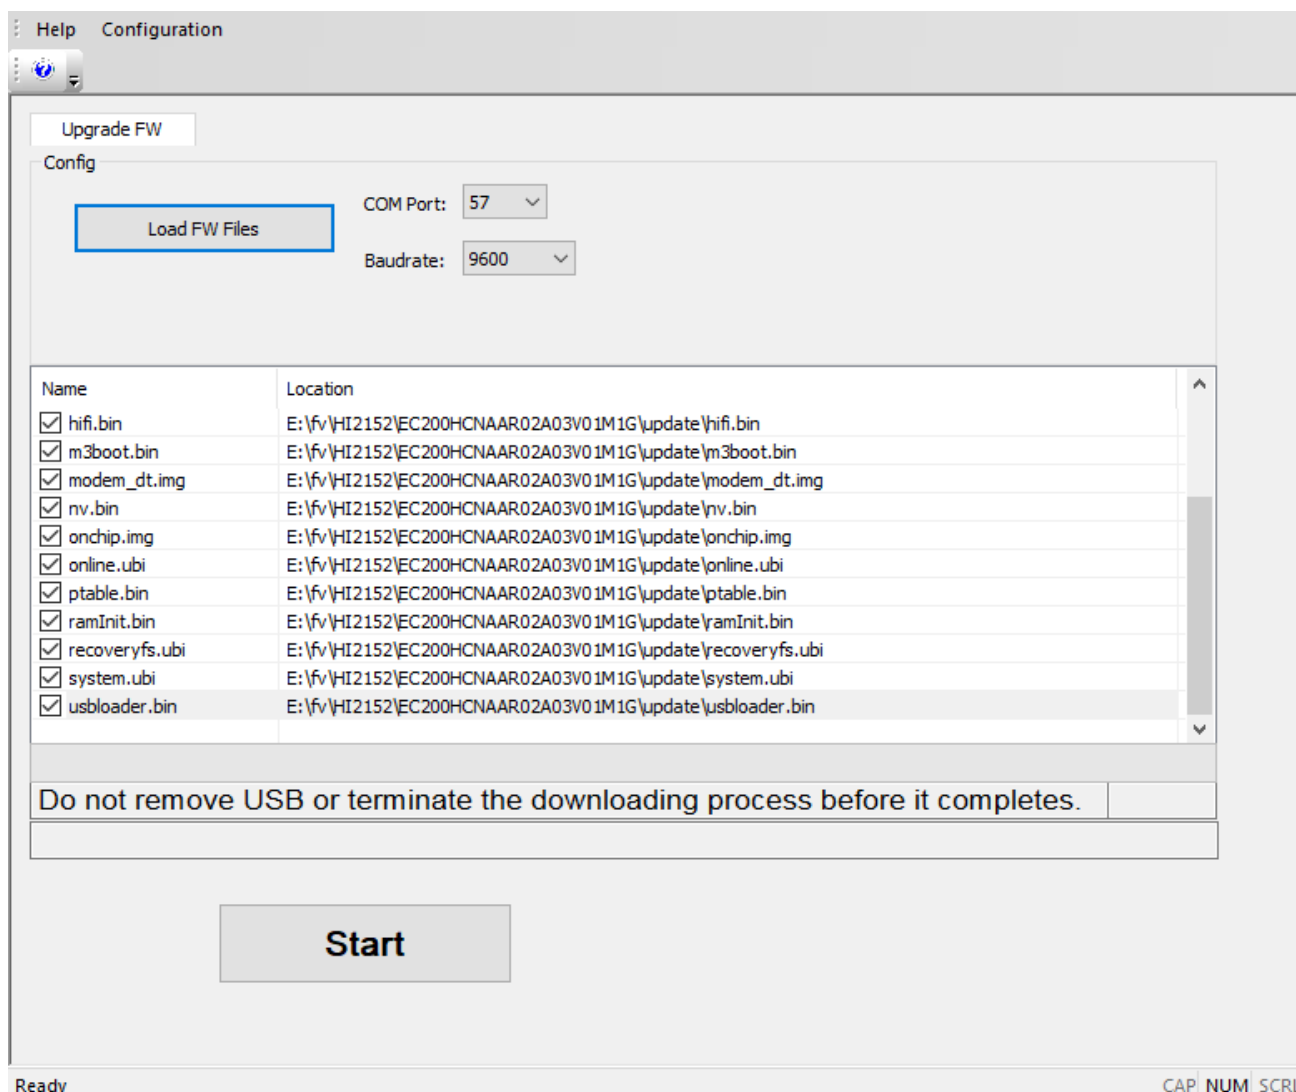 Help Configuration
Upgrade FW
Config
Load FW Files
COM Port: 57
Baudrate: 9600
Name Location
hifi.bin E:\fv\HI2152\EC200HCNAAR02A03V01M1G\update\hifi.bin
m3boot.bin E:\fv\HI2152\EC200HCNAAR02A03V01M1G\update\m3boot.bin
modem_dt.img E:\fv\HI2152\EC200HCNAAR02A03V01M1G\update\modem_dt.img
nv.bin E:\fv\HI2152\EC200HCNAAR02A03V01M1G\update\nv.bin
onchip.img E:\fv\HI2152\EC200HCNAAR02A03V01M1G\update\onchip.img
online.ubi E:\fv\HI2152\EC200HCNAAR02A03V01M1G\update\online.ubi
ptable.bin E:\fv\HI2152\EC200HCNAAR02A03V01M1G\update\ptable.bin
ramInit.bin E:\fv\HI2152\EC200HCNAAR02A03V01M1G\update\ramInit.bin
recoveryfs.ubi E:\fv\HI2152\EC200HCNAAR02A03V01M1G\update\recoveryfs.ubi
system.ubi E:\fv\HI2152\EC200HCNAAR02A03V01M1G\update\system.ubi
usbloader.bin E:\fv\HI2152\EC200HCNAAR02A03V01M1G\update\usbloader.bin
Do not remove USB or terminate the downloading process before it completes.
Start
Ready CAP NUM SCRL